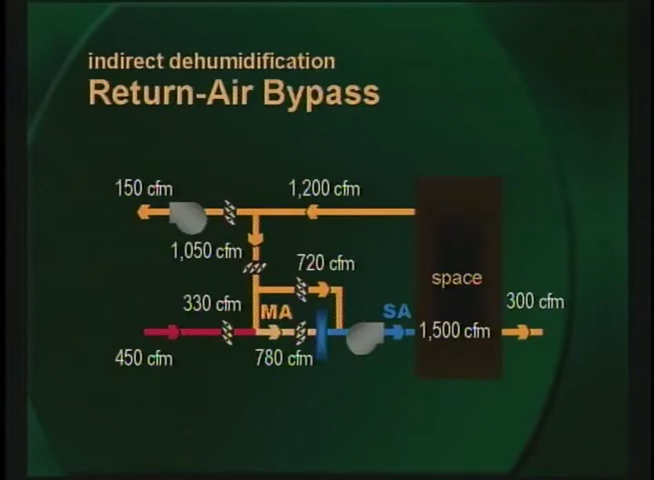 indirect dehumidification
Return-Air Bypass
150 cfm
1,200 cfm
1,050 cfm
720 cfm
space
330 cfm
MA
SA
300 cfm
1,500 cfm
450 cfm
780 cfm